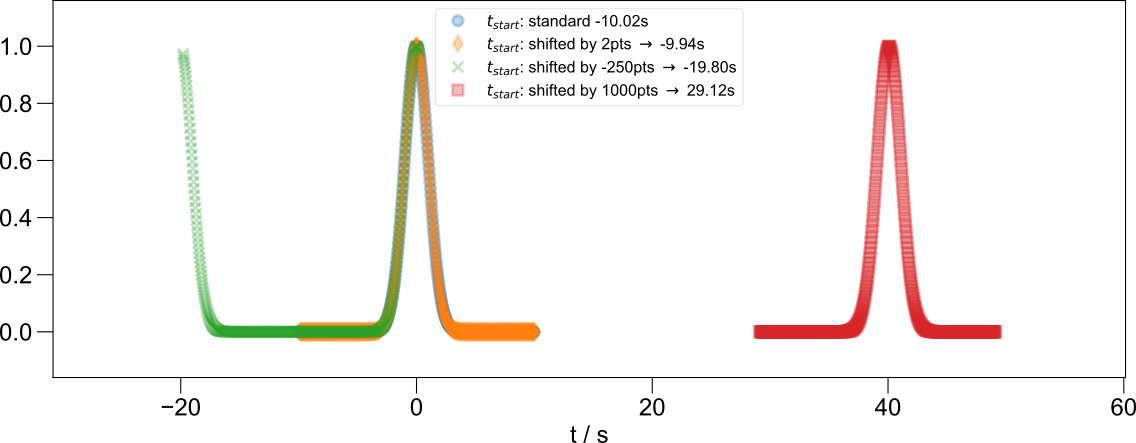 t_start: standard -10.02s
t_start: shifted by 2pts → -9.94s
t_start: shifted by -250pts → -19.80s
t_start: shifted by 1000pts → 29.12s
1.0
0.8
0.6
0.4
0.2
0.0
−20 0 20 40 60
t / s